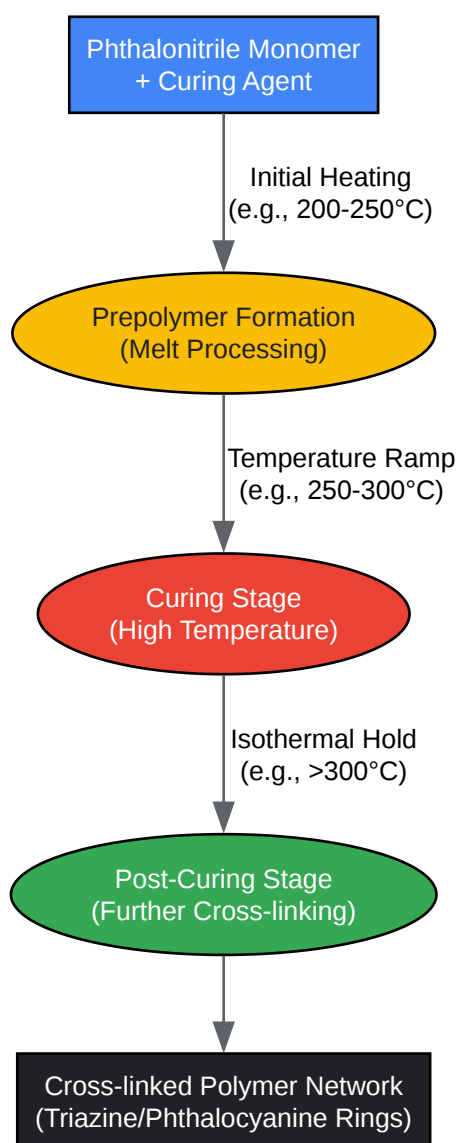 Phthalonitrile Monomer
+ Curing Agent
Initial Heating
(e.g., 200-250°C)
Prepolymer Formation
(Melt Processing)
Temperature Ramp
(e.g., 250-300°C)
Curing Stage
(High Temperature)
Isothermal Hold
(e.g., >300°C)
Post-Curing Stage
(Further Cross-linking)
Cross-linked Polymer Network
(Triazine/Phthalocyanine Rings)